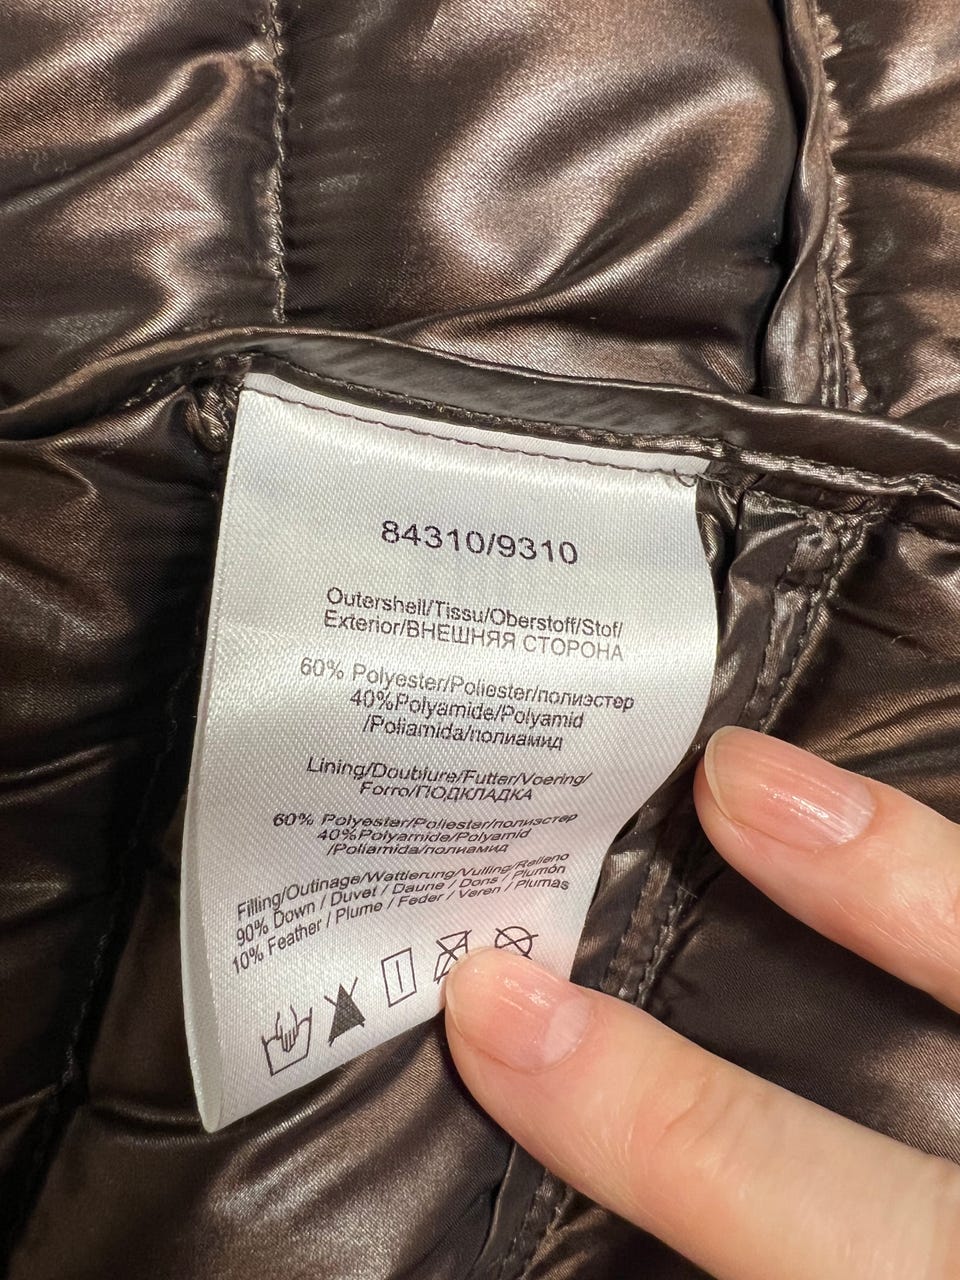 84310/9310
Outershell/Tissu/Oberstoff/Stof/
Exterior/ВНЕШНЯЯ СТОРОНА
60% Polyester/Poliester/полиэстер
40%Polyamide/Polyamid
/Poliamida/полиамид
Lining/Doublure/Futter/Voering/
Forro/ПОДКЛАДКА
60% Polyester/Poliester/полиэстер
40%Polyamide/Polyamid
/Poliamida/полиамид
Filling/Outinage/Wattierung/Vulling/Relleno
90% Down / Duvet / Daune / Dons / Plumón
10% Feather / Plume / Feder / Veren / Plumas